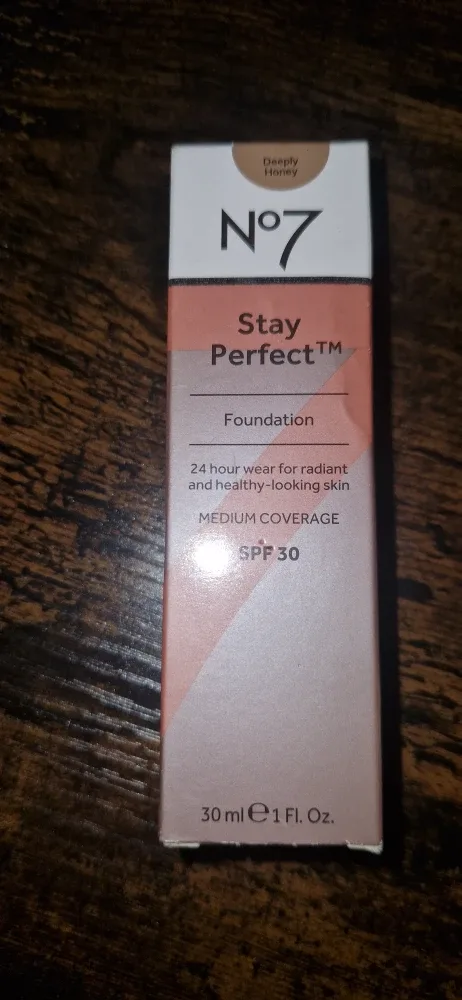 Deeply
Honey
Nº7
Stay
Perfect™
Foundation
24 hour wear for radiant
and healthy-looking skin
MEDIUM COVERAGE
SPF 30
30 ml ℮ 1 Fl. Oz.